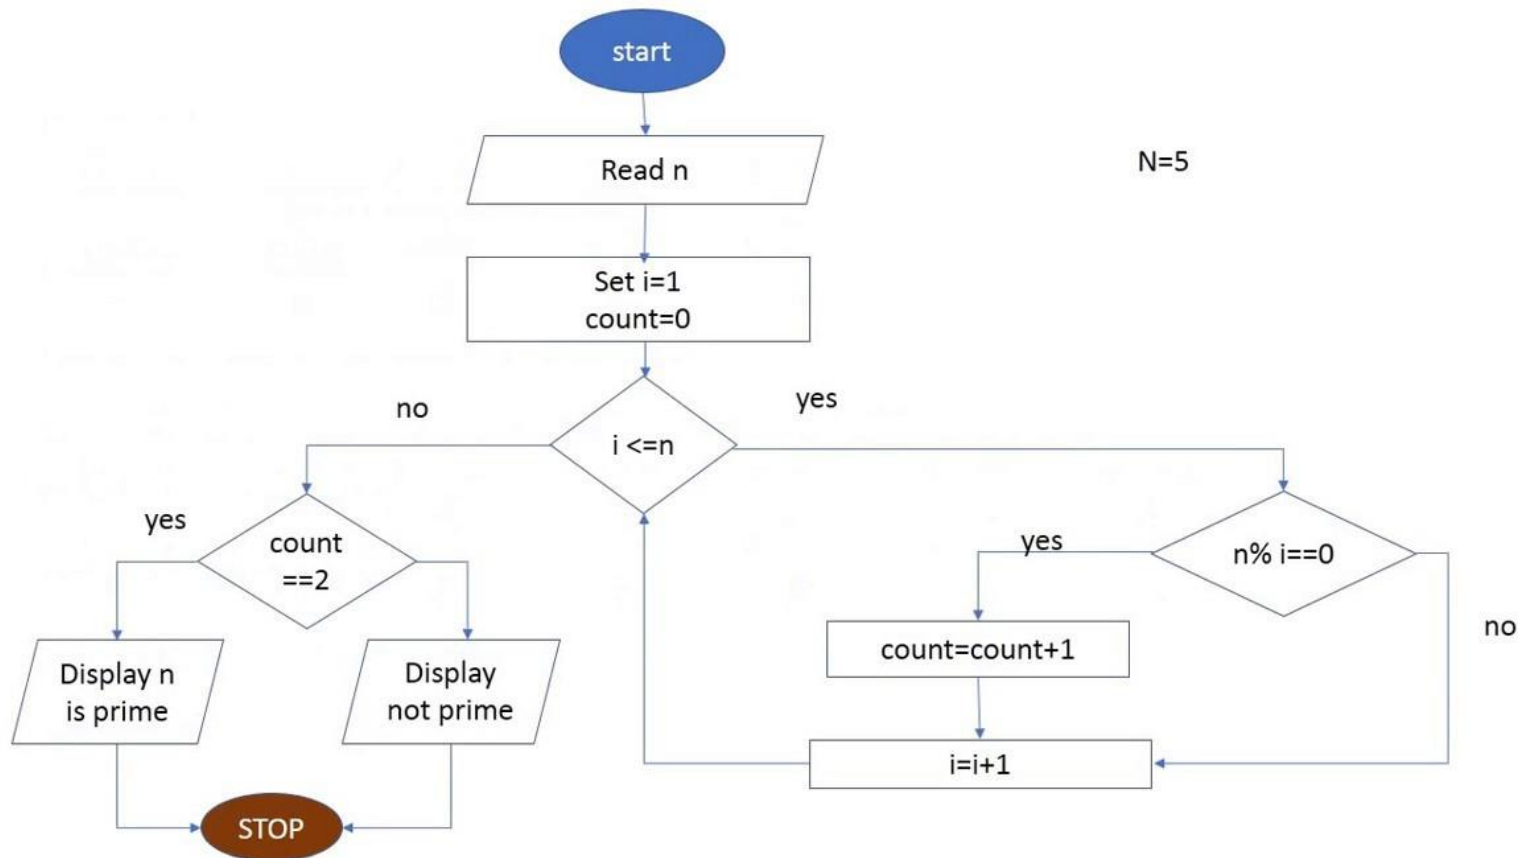 start
Read n
N=5
Set i=1
count=0
no
yes
i <=n
yes
count
==2
yes
n% i==0
no
count=count+1
Display n
is prime
Display
not prime
i=i+1
STOP